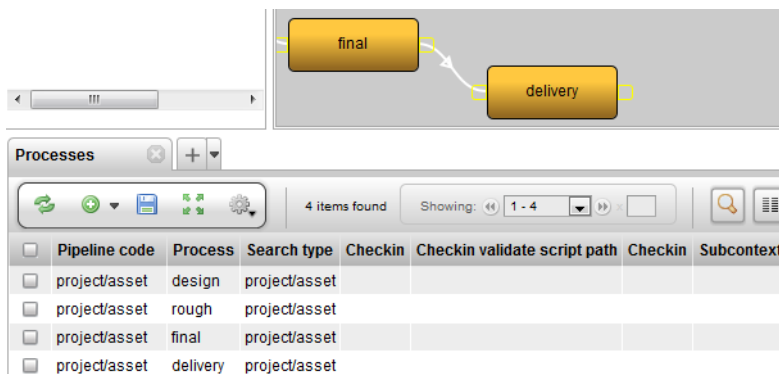 final
delivery
Processes
4 items found Showing: 1 - 4 x
Pipeline code Process Search type Checkin Checkin validate script path Checkin Subcontext
project/asset design project/asset
project/asset rough project/asset
project/asset final project/asset
project/asset delivery project/asset